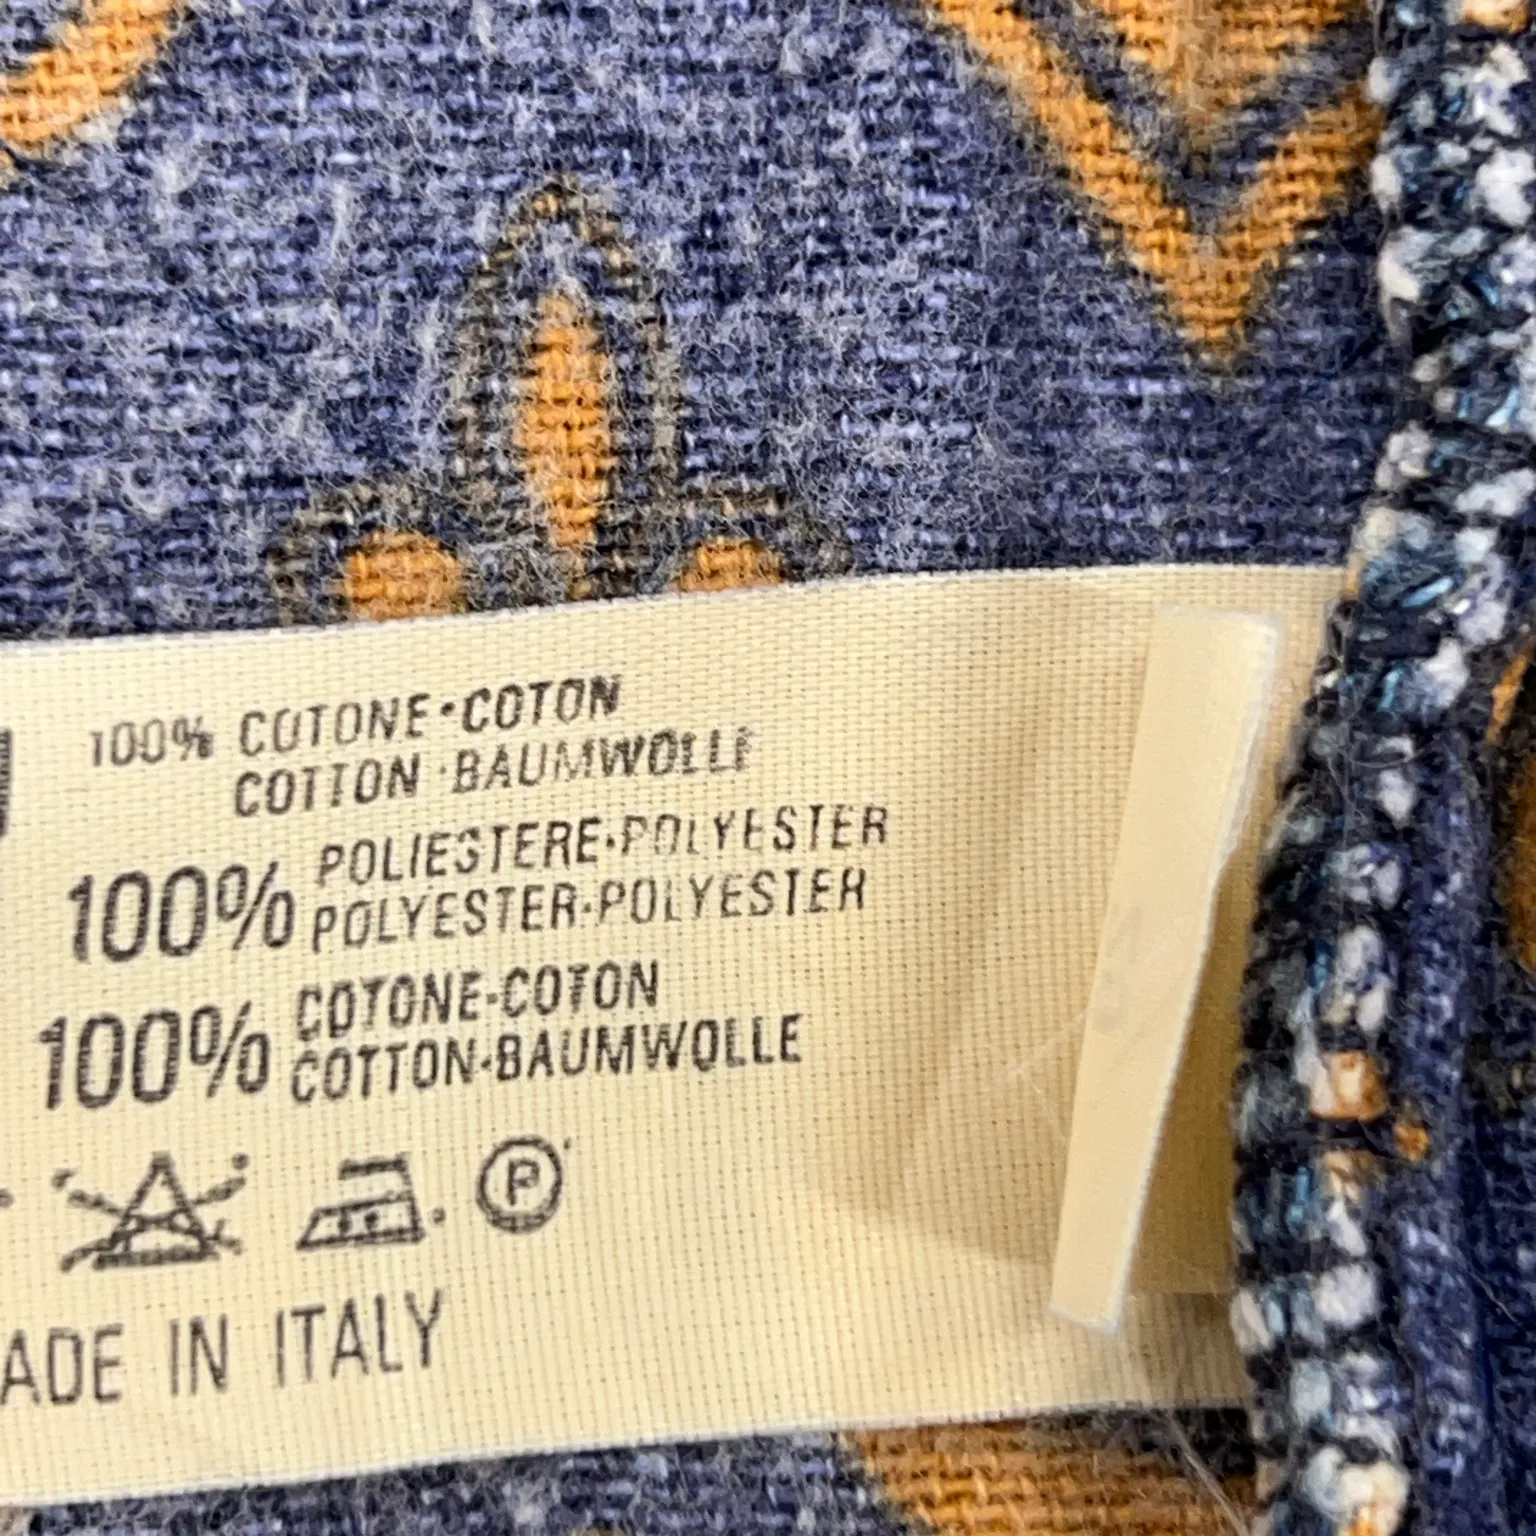 100% COTONE·COTON
COTTON·BAUMWOLLE
100% POLIESTERE·POLYESTER
POLYESTER·POLYESTER
100% COTONE·COTON
COTTON·BAUMWOLLE
P
ADE IN ITALY